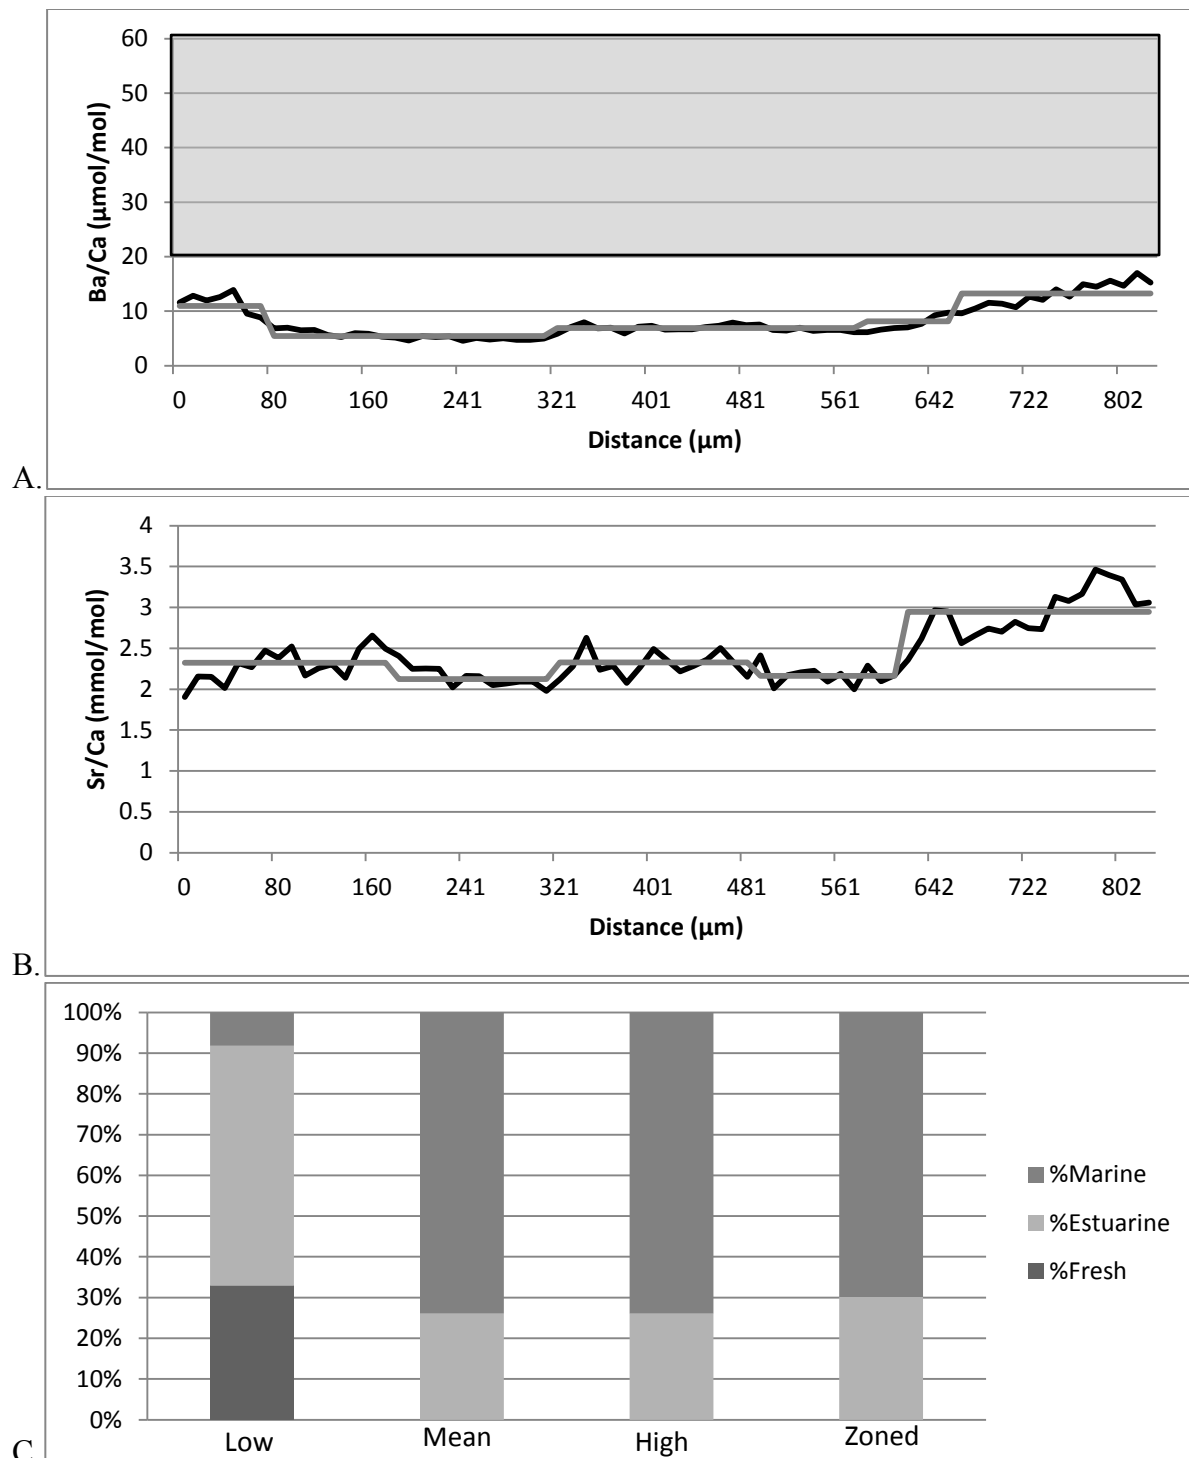 60
50
40
30
20
10
0
Ba/Ca (µmol/mol)
0 80 160 241 321 401 481 561 642 722 802
Distance (µm)
A.
4
3.5
3
2.5
2
1.5
1
0.5
0
Sr/Ca (mmol/mol)
0 80 160 241 321 401 481 561 642 722 802
Distance (µm)
B.
100%
90%
80%
70%
60%
50%
40%
30%
20%
10%
0%
%Marine
%Estuarine
%Fresh
Low Mean High Zoned
C